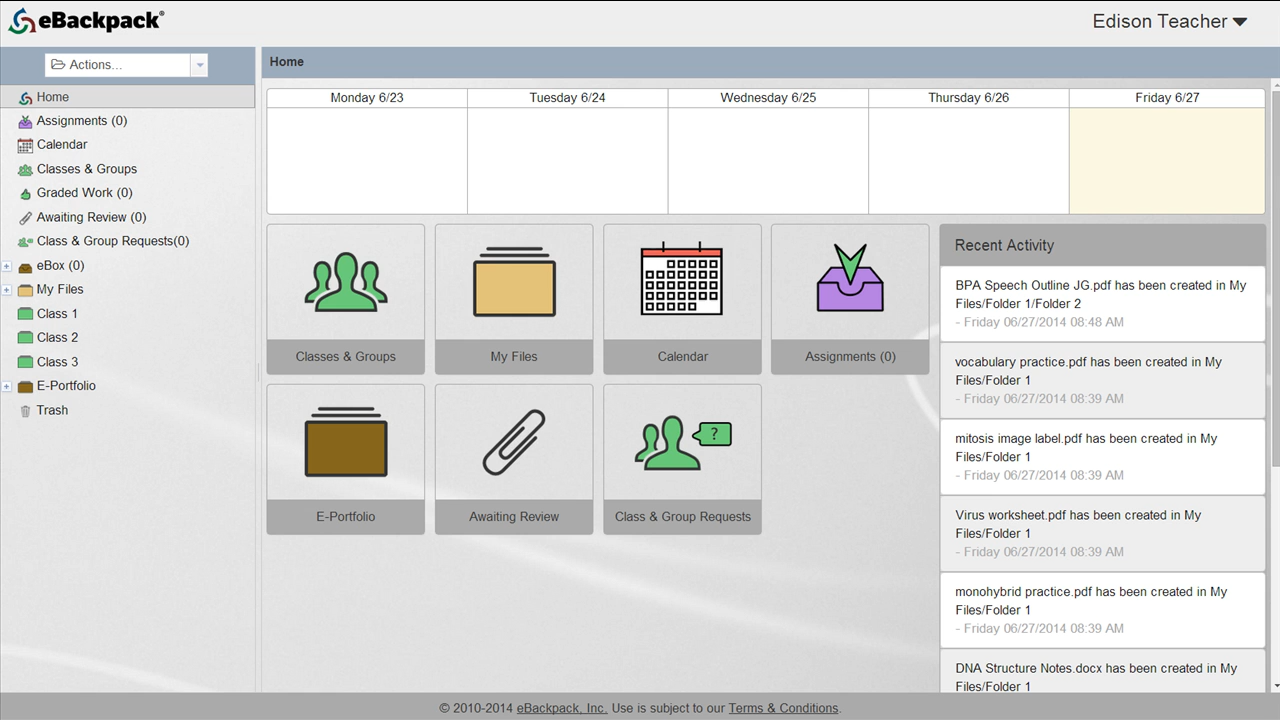 eBackpack®
Edison Teacher
Actions...
Home
Assignments (0)
Calendar
Classes & Groups
Graded Work (0)
Awaiting Review (0)
Class & Group Requests(0)
eBox (0)
My Files
Class 1
Class 2
Class 3
E-Portfolio
Trash
Home
Monday 6/23
Tuesday 6/24
Wednesday 6/25
Thursday 6/26
Friday 6/27
Classes & Groups
My Files
Calendar
Assignments (0)
?
E-Portfolio
Awaiting Review
Class & Group Requests
Recent Activity
BPA Speech Outline JG.pdf has been created in My
Files/Folder 1/Folder 2
- Friday 06/27/2014 08:48 AM
vocabulary practice.pdf has been created in My
Files/Folder 1
- Friday 06/27/2014 08:39 AM
mitosis image label.pdf has been created in My
Files/Folder 1
- Friday 06/27/2014 08:39 AM
Virus worksheet.pdf has been created in My
Files/Folder 1
- Friday 06/27/2014 08:39 AM
monohybrid practice.pdf has been created in My
Files/Folder 1
- Friday 06/27/2014 08:39 AM
DNA Structure Notes.docx has been created in My
Files/Folder 1
© 2010-2014 eBackpack, Inc. Use is subject to our Terms & Conditions.